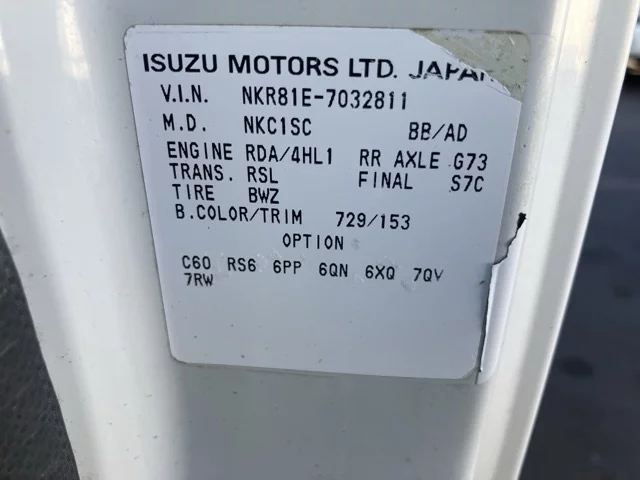 ISUZU MOTORS LTD. JAPAN
V.I.N. NKR81E-7032811
M.D. NKC1SC BB/AD
ENGINE RDA/4HL1 RR AXLE G73
TRANS. RSL FINAL S7C
TIRE BWZ
B.COLOR/TRIM 729/153
OPTION
C60 RS6 6PP 6QN 6XQ 7QV
7RW